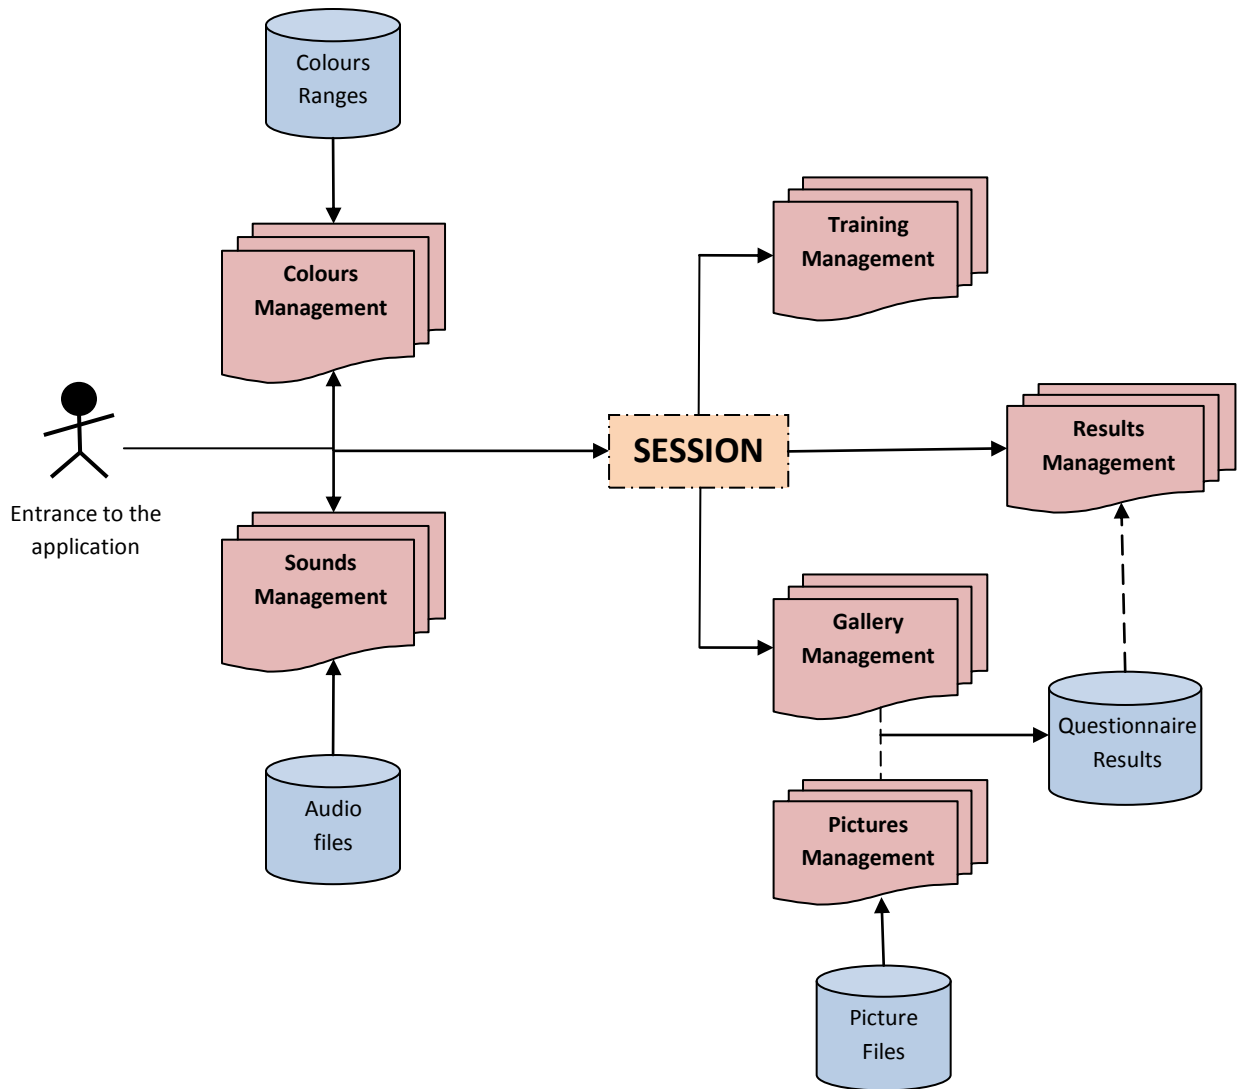 Colours
Ranges
Colours
Management
Entrance to the
application
Sounds
Management
Audio
files
SESSION
Training
Management
Results
Management
Gallery
Management
Questionnaire
Results
Pictures
Management
Picture
Files